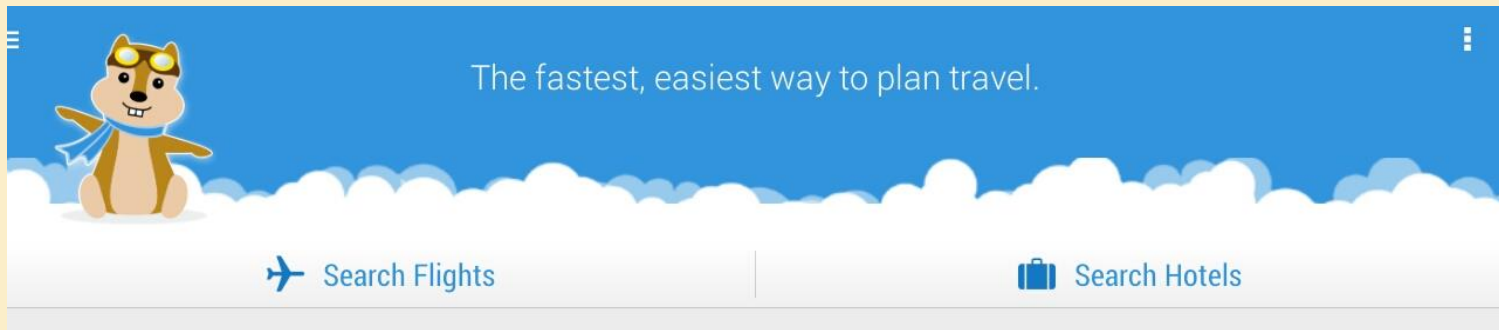 The fastest, easiest way to plan travel.
Search Flights
Search Hotels